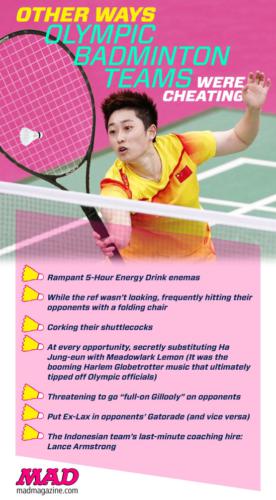 OTHER WAYS
OLYMPIC
BADMINTON
TEAMS WERE
CHEATING
Rampant 5-Hour Energy Drink enemas
While the ref wasn't looking, frequently hitting their
opponents with a folding chair
Corking their shuttlecocks
At every opportunity, secretly substituting Ha
Jung-eun with Meadowlark Lemon (It was the
booming Harlem Globetrotter music that ultimately
tipped off Olympic officials)
Threatening to go "full-on Gillooly" on opponents
Put Ex-Lax in opponents' Gatorade (and vice versa)
The Indonesian team's last-minute coaching hire:
Lance Armstrong
MAD
madmagazine.com